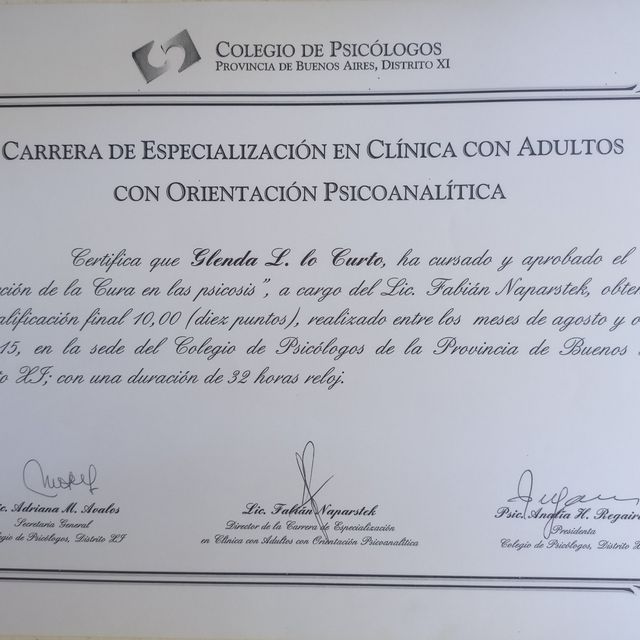 COLEGIO DE PSICÓLOGOS
PROVINCIA DE BUENOS AIRES, DISTRITO XI
CARRERA DE ESPECIALIZACIÓN EN CLÍNICA CON ADULTOS
CON ORIENTACIÓN PSICOANALÍTICA
Certifica que Glenda L. lo Curto, ha cursado y aprobado el
ción de la Cura en las psicosis", a cargo del Lic. Fabián Naparstek, obten
alificación final 10,00 (diez puntos), realizado entre los meses de agosto y o
15, en la sede del Colegio de Psicólogos de la Provincia de Buenos
to XI; con una duración de 32 horas reloj.
ic. Adriana M. Avalos
Secretaria General
egio de Psicólogos, Distrito XI
Lic. Fabián Naparstek
Director de la Carrera de Especialización
en Clínica con Adultos con Orientación Psicoanalítica
Psic. Analía H. Regairi
Presidenta
Colegio de Psicólogos, Distrito X